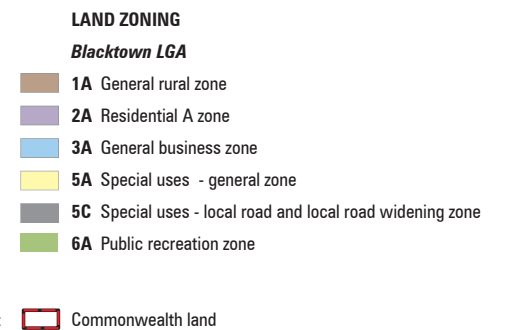 LAND ZONING
Blacktown LGA
1A General rural zone
2A Residential A zone
3A General business zone
5A Special uses - general zone
5C Special uses - local road and local road widening zone
6A Public recreation zone
Commonwealth land